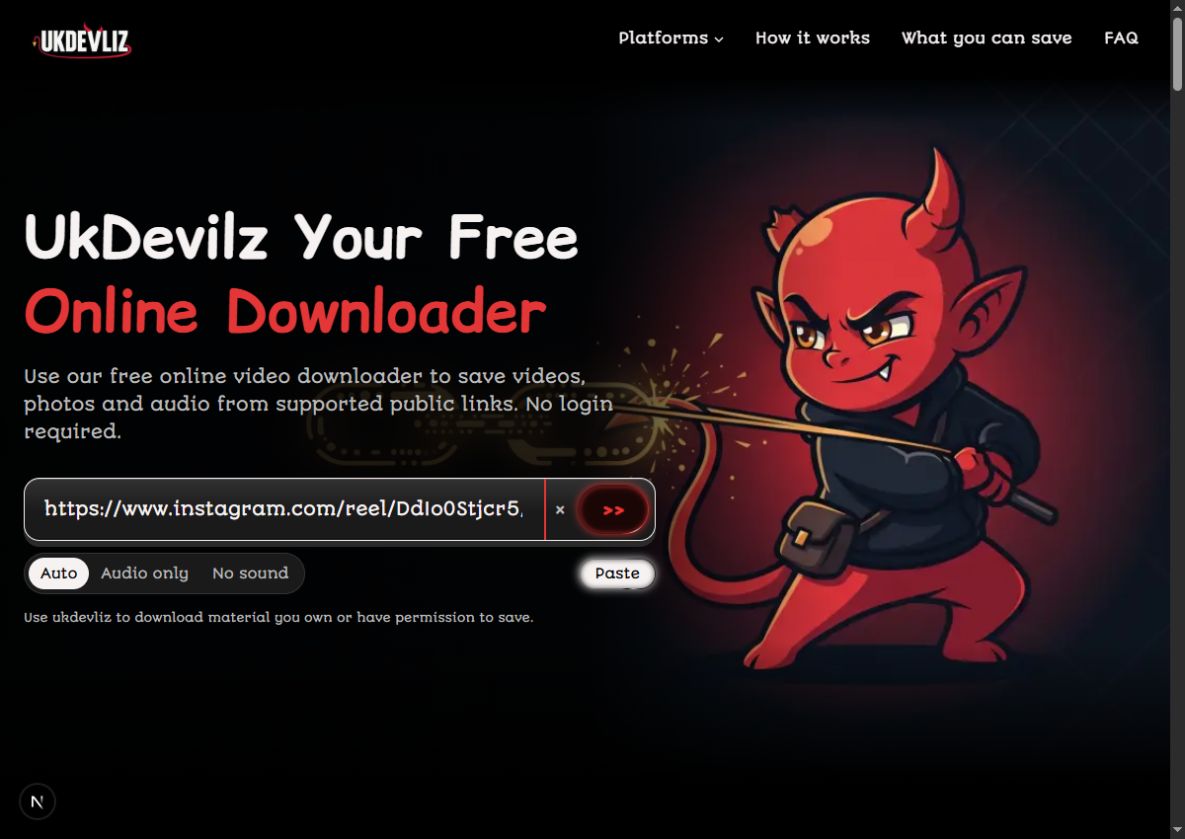 UKDEVLIZ
Platforms
How it works
What you can save
FAQ
UkDevilz Your Free
Online Downloader
Use our free online video downloader to save videos,
photos and audio from supported public links. No login
required.
https://www.instagram.com/reel/DdIo0Stjcr5/
× >>
Auto
Audio only
No sound
Paste
Use ukdevliz to download material you own or have permission to save.
N